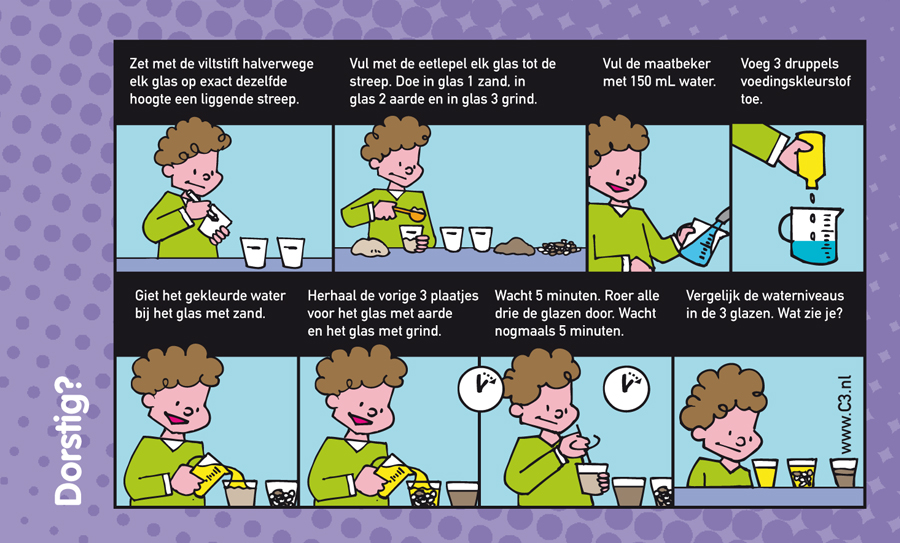 Zet met de viltstift halverwege
elk glas op exact dezelfde
hoogte een liggende streep.
Vul met de eetlepel elk glas tot de
streep. Doe in glas 1 zand, in
glas 2 aarde en in glas 3 grind.
Vul de maatbeker
met 150 mL water.
Voeg 3 druppels
voedingskleurstof
toe.
Giet het gekleurde water
bij het glas met zand.
Herhaal de vorige 3 plaatjes
voor het glas met aarde
en het glas met grind.
Wacht 5 minuten. Roer alle
drie de glazen door. Wacht
nogmaals 5 minuten.
Vergelijk de waterniveaus
in de 3 glazen. Wat zie je?
Dorstig?
www.C3.nl